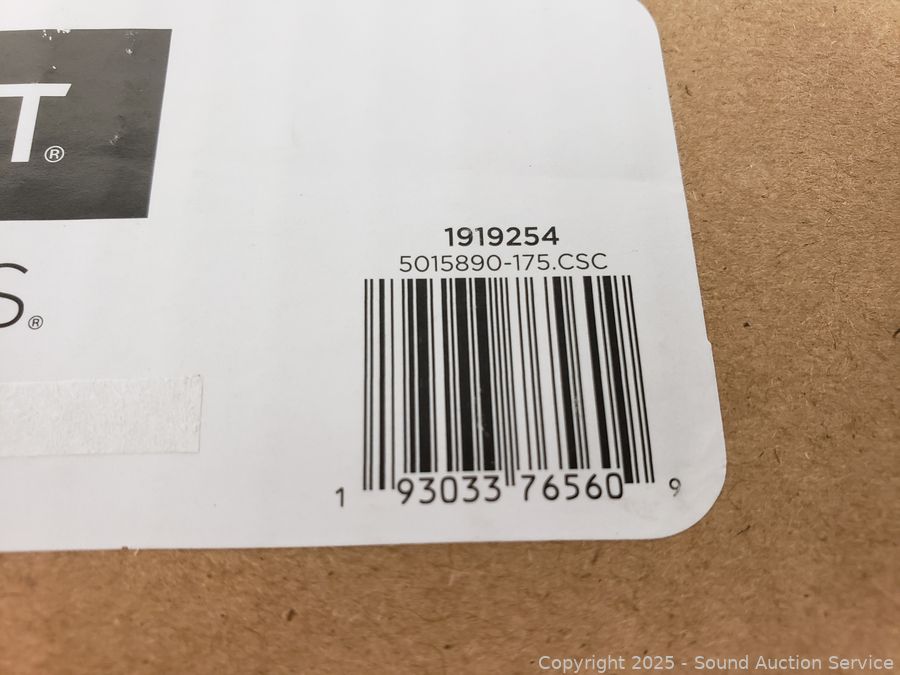 T®
1919254
5015890-175.CSC
S®
1 93033 76560 9
Copyright © 2025 - Sound Auction Service